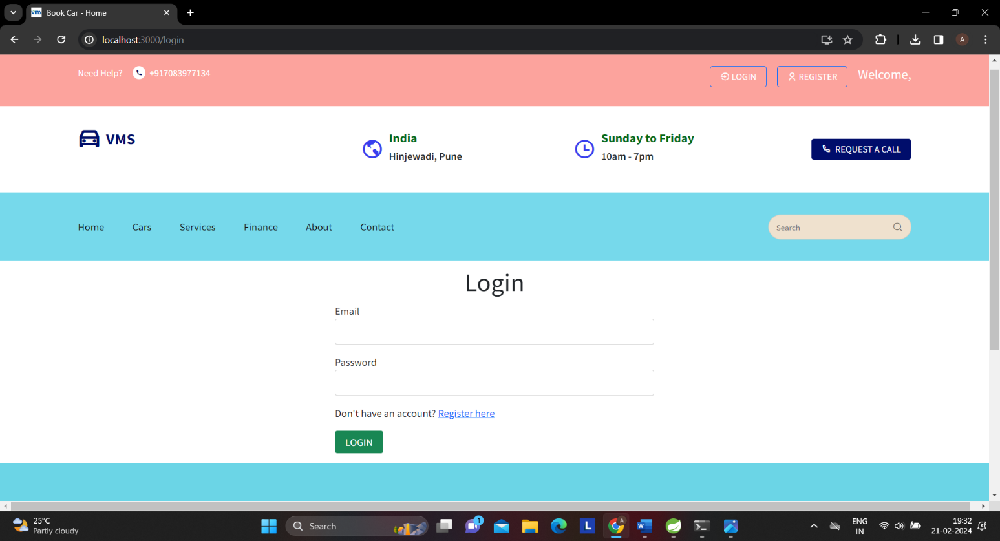 Book Car - Home
localhost:3000/login
A
Need Help? +917083977134
LOGIN
REGISTER
Welcome,
VMS
India
Hinjewadi, Pune
Sunday to Friday
10am - 7pm
REQUEST A CALL
Home
Cars
Services
Finance
About
Contact
Search
Login
Email
Password
Don't have an account? Register here
LOGIN
25°C
Partly cloudy
Search
1
L
A
W
ENG
IN
19:32
21-02-2024